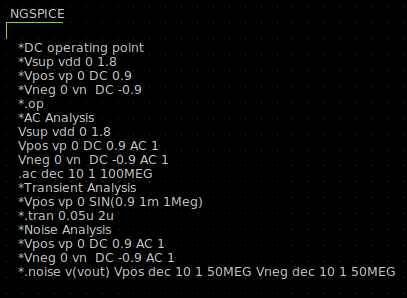 NGSPICE
*DC operating point
*Vsup vdd 0 1.8
*Vpos vp 0 DC 0.9
*Vneg 0 vn  DC -0.9
*.op
*AC Analysis
Vsup vdd 0 1.8
Vpos vp 0 DC 0.9 AC 1
Vneg 0 vn  DC -0.9 AC 1
.ac dec 10 1 100MEG
*Transient Analysis
*Vpos vp 0 SIN(0.9 1m 1Meg)
*.tran 0.05u 2u
*Noise Analysis
*Vpos vp 0 DC 0.9 AC 1
*Vneg 0 vn  DC -0.9 AC 1
*.noise v(vout) Vpos dec 10 1 50MEG Vneg dec 10 1 50MEG